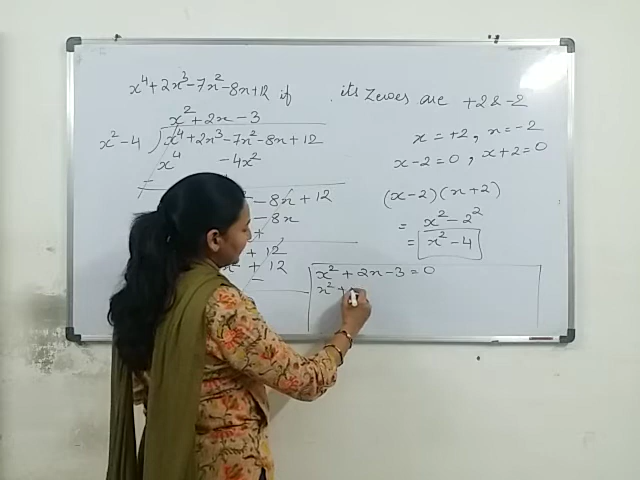 x⁴+2x³-7x²-8x+12 if its Zeroes are +2 & -2
x²+2x-3
x²-4 ) x⁴+2x³-7x²-8x+12
x⁴ -4x²
-
-8x+12
-8x
+
+12
x²+12
-
x=+2, x=-2
x-2=0, x+2=0
(x-2)(x+2)
= x²-2²
= x²-4
x²+2x-3=0
x²+